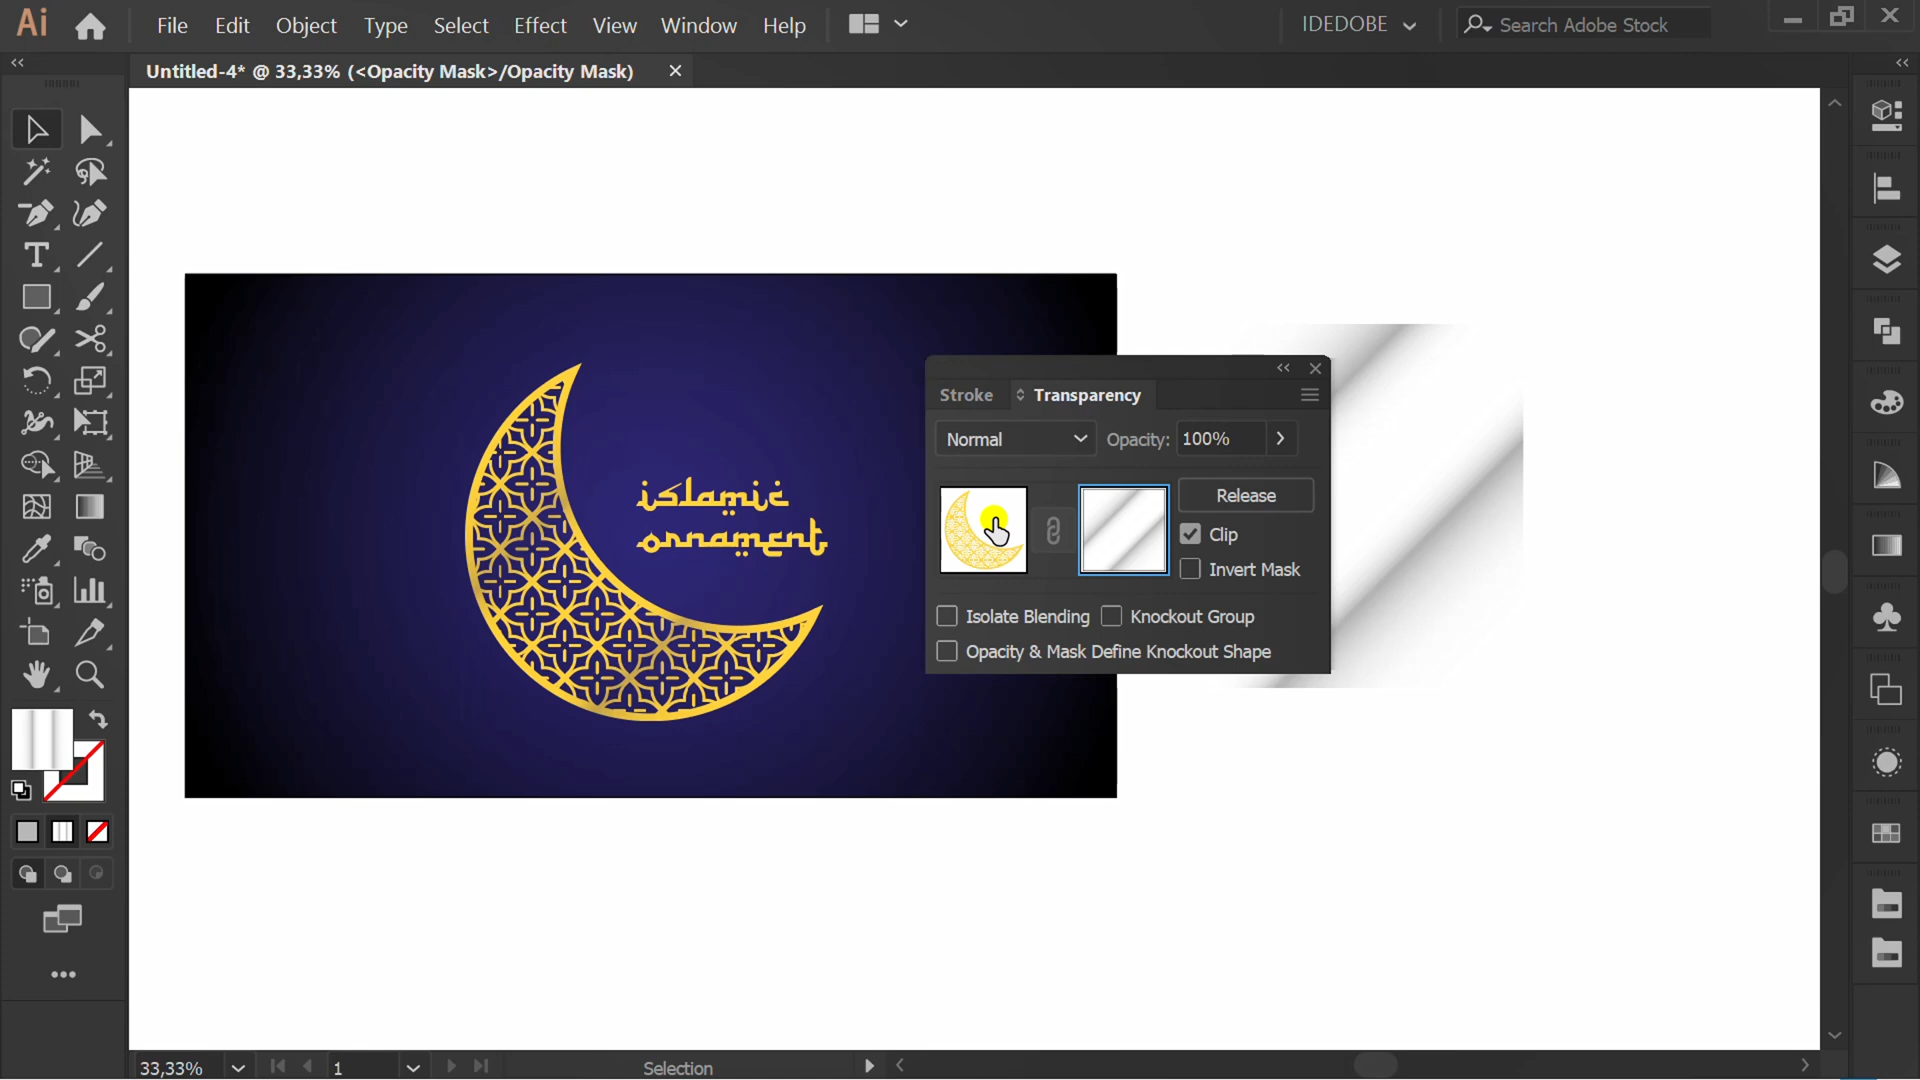 Ai
File Edit Object Type Select Effect View Window Help
IDEDOBE
Search Adobe Stock
Untitled-4* @ 33,33% (<Opacity Mask>/Opacity Mask)
islamic
ornament
Stroke Transparency
Normal Opacity: 100%
Release
Clip
Invert Mask
Isolate Blending Knockout Group
Opacity & Mask Define Knockout Shape
33,33% 1 Selection